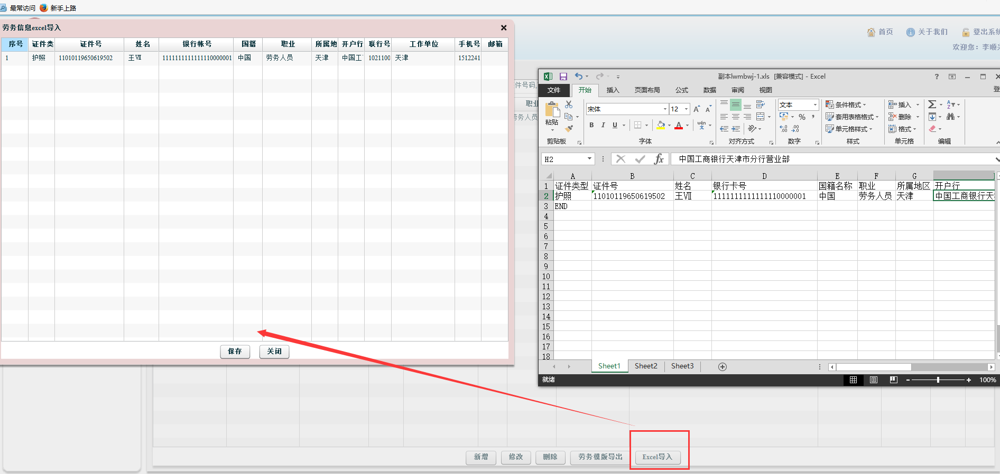 最常访问 新手上路
劳务信息excel导入
序号 证件类 证件号 姓名 银行帐号 国籍 职业 所属地 开户行 联行号 工作单位 手机号 邮箱
1 护照 11010119650619502 王Ⅶ 1111111111111110000001 中国 劳务人员 天津 中国工 1021100 天津 1512241
保存 关闭
首页 关于我们 登出系统
欢迎您：李顺
件号码
职业
劳务人员
副本lwmbwj-1.xls [兼容模式] - Excel
文件 开始 插入 页面布局 公式 数据 审阅 视图 登
粘贴
宋体 12
B I U
wén 文
文本
条件格式
套用表格格式
单元格样式
插入
删除
格式
剪贴板 字体 对齐方式 数字 样式 单元格 编辑
H2 fx 中国工商银行天津市分行营业部
A B C D E F G
1 证件类型 证件号 姓名 银行卡号 国籍名称 职业 所属地区 开户行
2 护照 11010119650619502 王Ⅶ 1111111111111110000001 中国 劳务人员 天津 中国工商银行天
3 END
4
5
6
7
8
9
10
11
12
13
14
15
16
17
18
Sheet1 Sheet2 Sheet3
就绪 100%
新增 修改 删除 劳务模版导出 Excel导入